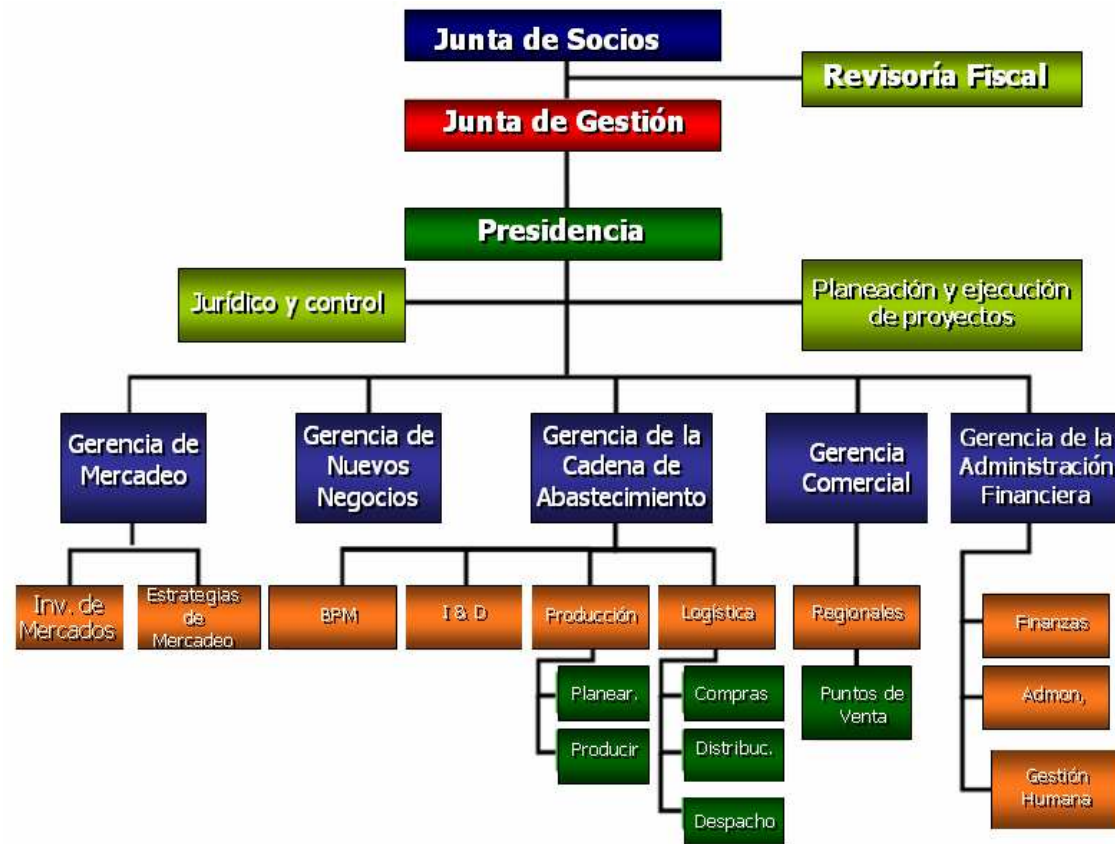 Junta de Socios
Revisoría Fiscal
Junta de Gestión
Presidencia
Jurídico y control
Planeación y ejecución
de proyectos
Gerencia de
Mercadeo
Gerencia de
Nuevos
Negocios
Gerencia de la
Cadena de
Abastecimiento
Gerencia
Comercial
Gerencia de la
Administración
Financiera
Inv. de
Mercados
Estrategias
de
Mercadeo
BPM
I & D
Producción
Logística
Regionales
Finanzas
Planear.
Compras
Puntos de
Venta
Admon,
Producir
Distribuc.
Gestión
Humana
Despacho